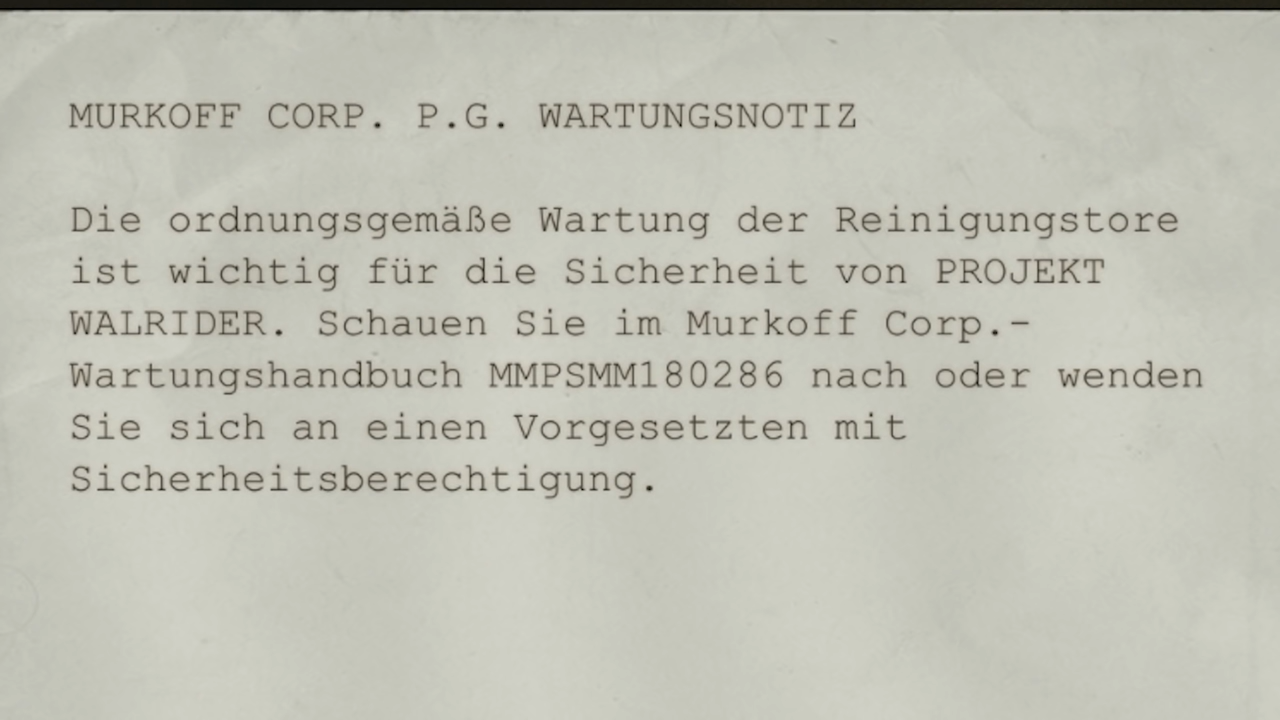 MURKOFF CORP. P.G. WARTUNGSNOTIZ
Die ordnungsgemäße Wartung der Reinigungstore
ist wichtig für die Sicherheit von PROJEKT
WALRIDER. Schauen Sie im Murkoff Corp.-
Wartungshandbuch MMPSMM180286 nach oder wenden
Sie sich an einen Vorgesetzten mit
Sicherheitsberechtigung.